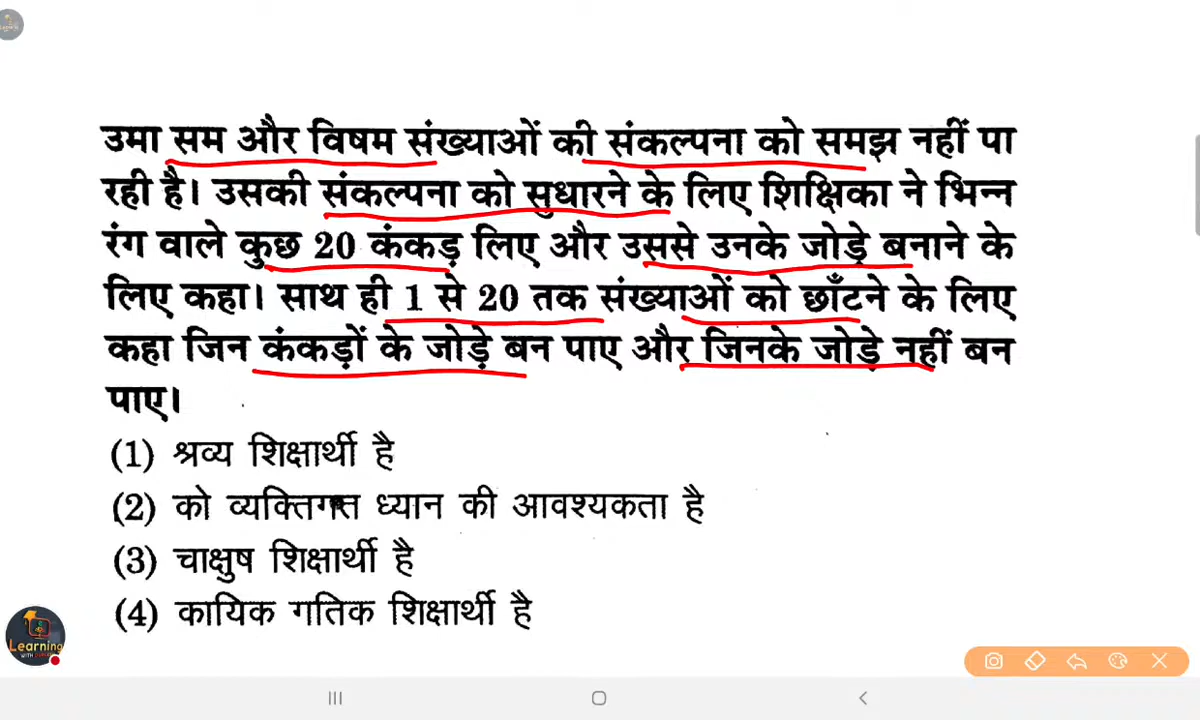 उमा सम और विषम संख्याओं की संकल्पना को समझ नहीं पा
रही है। उसकी संकल्पना को सुधारने के लिए शिक्षिका ने भिन्न
रंग वाले कुछ 20 कंकड़ लिए और उससे उनके जोड़े बनाने के
लिए कहा। साथ ही 1 से 20 तक संख्याओं को छाँटने के लिए
कहा जिन कंकड़ों के जोड़े बन पाए और जिनके जोड़े नहीं बन
पाए।
(1) श्रव्य शिक्षार्थी है
(2) को व्यक्तिगत ध्यान की आवश्यकता है
(3) चाक्षुष शिक्षार्थी है
(4) कायिक गतिक शिक्षार्थी है
Learning